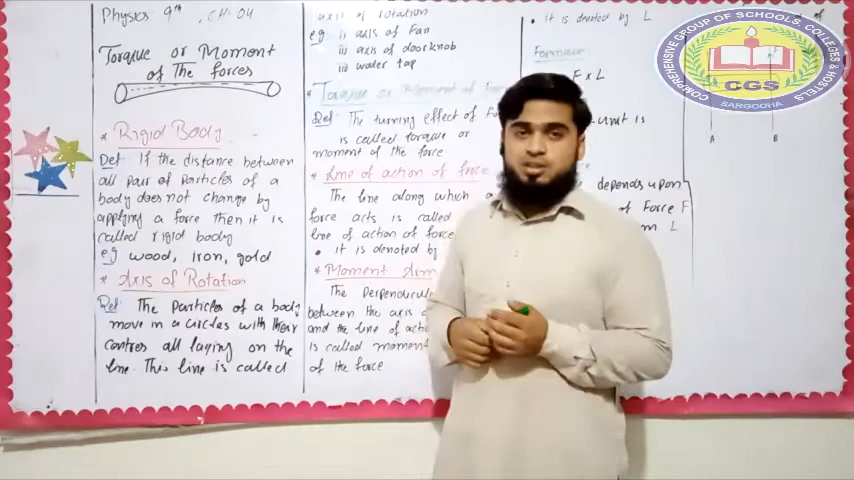 Physics 9th , CH: 04
Torque or Moment
of The forces
* Rigid Body
Def: If the distance between
all pair of Particles of a
body does not change by
applying a force then it is
called rigid body
eg wood, iron, gold
* Axis of Rotation
Def: The Particles of a body
move in a circles with their
centres all laying on the
line. This line is called
axis of rotation
eg: i) axis of Fan
ii) axis of doorknob
iii) water tap
* Torque or Moment of
Def: The turning effect of
is called torque or
moment of the force
* Line of action of force
The line along which a
force acts is called
line of action of force
• it is denoted by
* Moment Arm
The Perpendicular
between the axis
and the line of
is called moment
of the force
• it is denoted by L
Formula
F x L
unit is
depends upon
of Force F
L
A B
COMPREHENSIVE GROUP OF SCHOOLS, COLLEGES & HOSTELS
CGS
SARGODHA
of